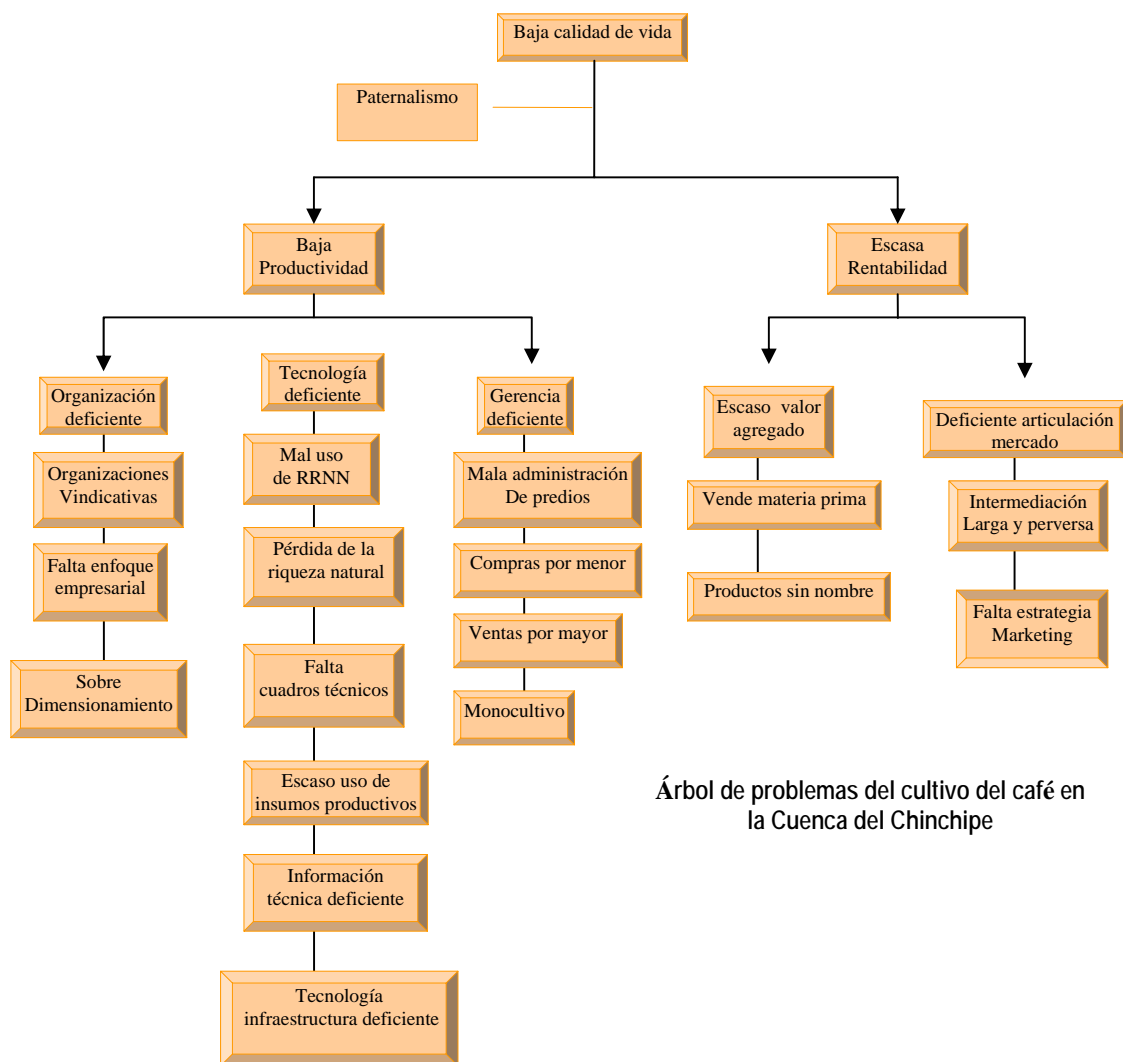 Baja calidad de vida
Paternalismo
Baja
Productividad
Escasa
Rentabilidad
Organización
deficiente
Organizaciones
Vindicativas
Falta enfoque
empresarial
Sobre
Dimensionamiento
Tecnología
deficiente
Mal uso
de RRNN
Pérdida de la
riqueza natural
Falta
cuadros técnicos
Escaso uso de
insumos productivos
Información
técnica deficiente
Tecnología
infraestructura deficiente
Gerencia
deficiente
Mala administración
De predios
Compras por menor
Ventas por mayor
Monocultivo
Escaso valor
agregado
Vende materia prima
Productos sin nombre
Deficiente articulación
mercado
Intermediación
Larga y perversa
Falta estrategia
Marketing
Árbol de problemas del cultivo del café en
la Cuenca del Chinchipe